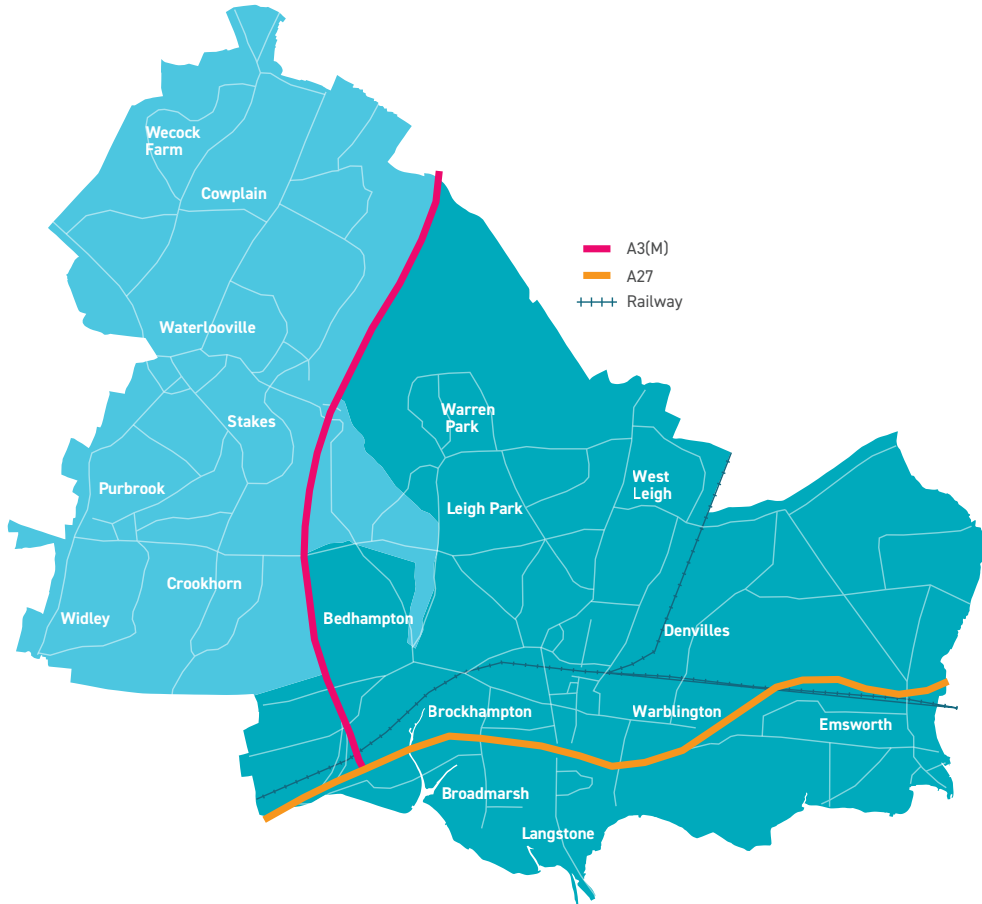 Wecock
Farm
Cowplain
A3(M)
A27
Railway
Waterlooville
Warren
Park
Stakes
West
Leigh
Purbrook
Leigh Park
Crookhorn
Widley
Bedhampton
Denvilles
Brockhampton
Warblington
Emsworth
Broadmarsh
Langstone